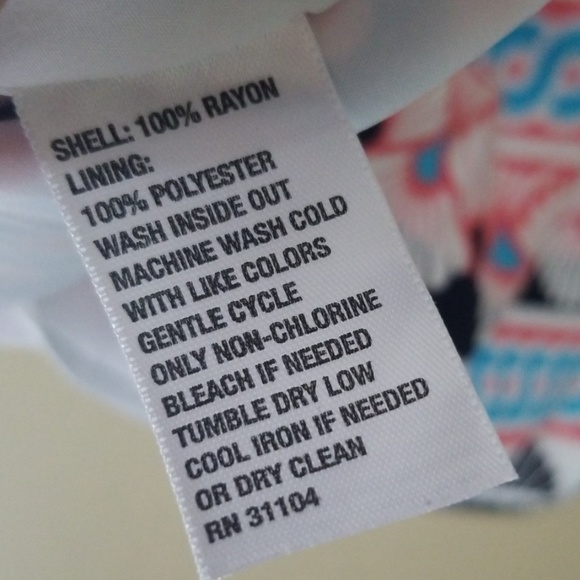 SHELL: 100% RAYON
LINING:
100% POLYESTER
WASH INSIDE OUT
MACHINE WASH COLD
WITH LIKE COLORS
GENTLE CYCLE
ONLY NON-CHLORINE
BLEACH IF NEEDED
TUMBLE DRY LOW
COOL IRON IF NEEDED
OR DRY CLEAN
RN 31104